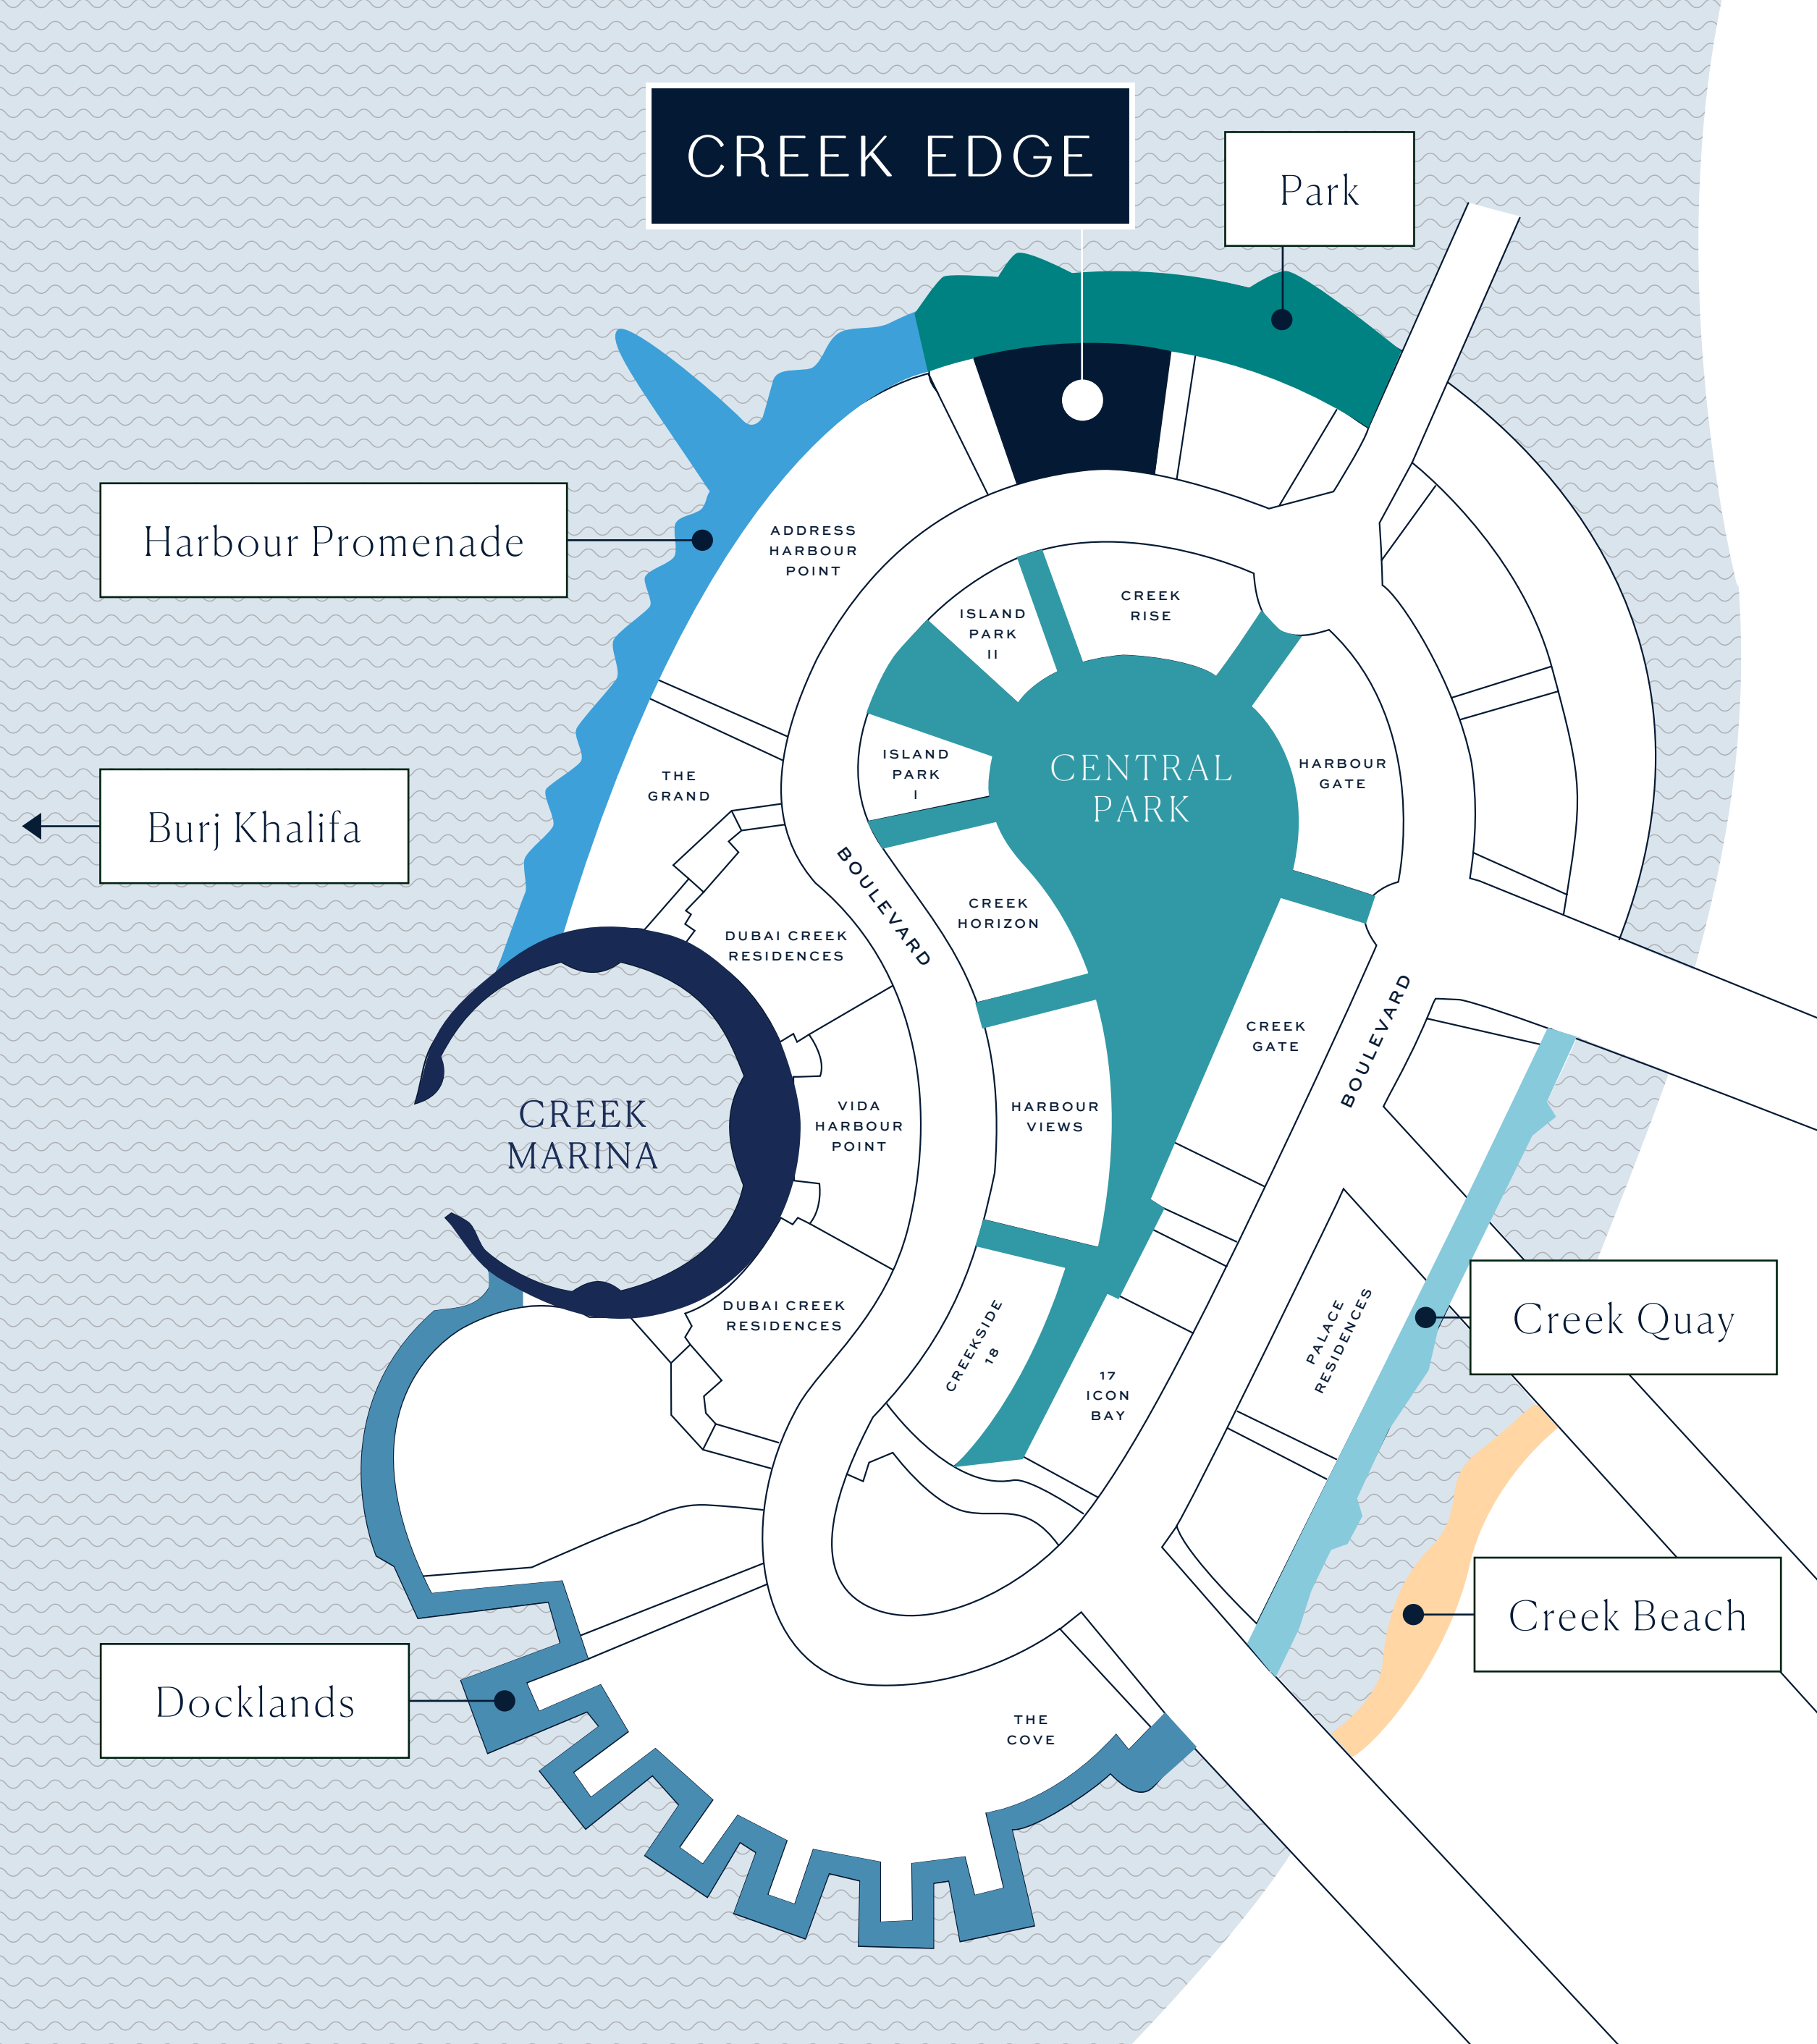 CREEK EDGE
Park
Harbour Promenade
ADDRESS
HARBOUR
POINT
CREEK
RISE
ISLAND
PARK
II
ISLAND
PARK
I
CENTRAL
PARK
HARBOUR
GATE
THE
GRAND
Burj Khalifa
BOULEVARD
CREEK
HORIZON
DUBAI CREEK
RESIDENCES
CREEK
GATE
BOULEVARD
CREEK
MARINA
VIDA
HARBOUR
POINT
HARBOUR
VIEWS
DUBAI CREEK
RESIDENCES
CREEKSIDE
18
PALACE
RESIDENCES
Creek Quay
17
ICON
BAY
Creek Beach
Docklands
THE
COVE